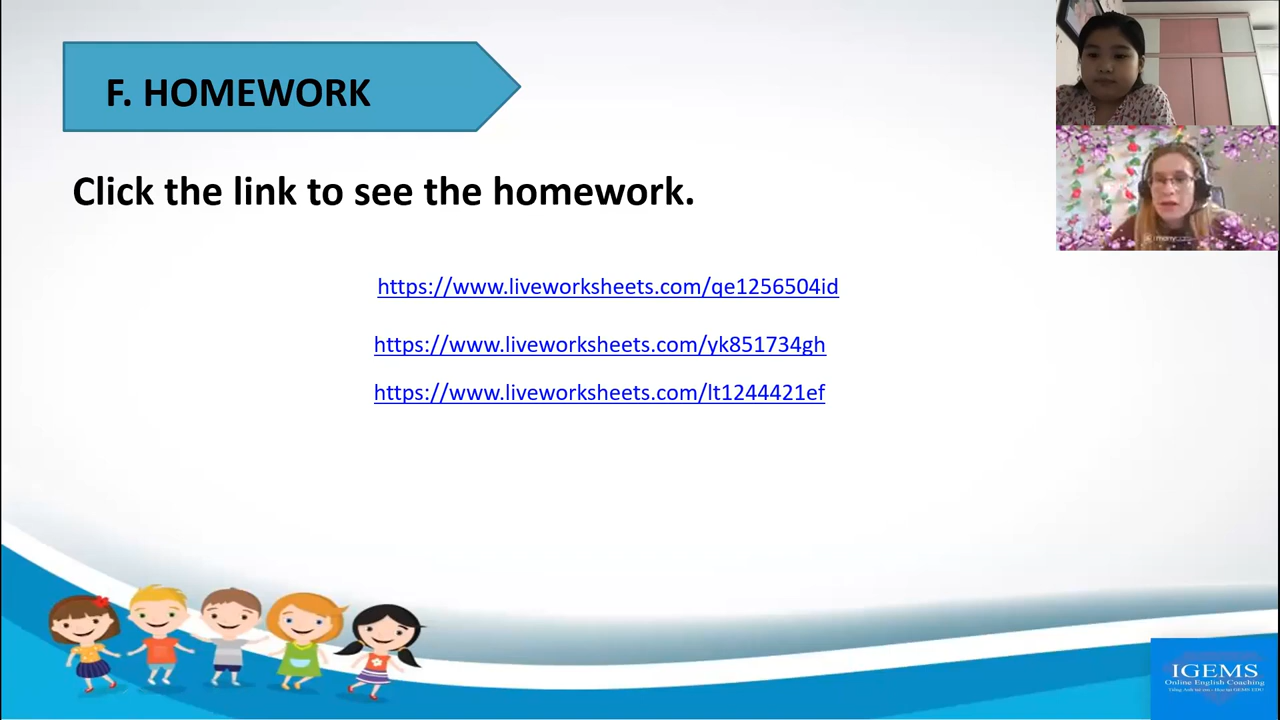 F. HOMEWORK
Click the link to see the homework.
https://www.liveworksheets.com/qe1256504id
https://www.liveworksheets.com/yk851734gh
https://www.liveworksheets.com/lt1244421ef
IGEMS
Online English Coaching